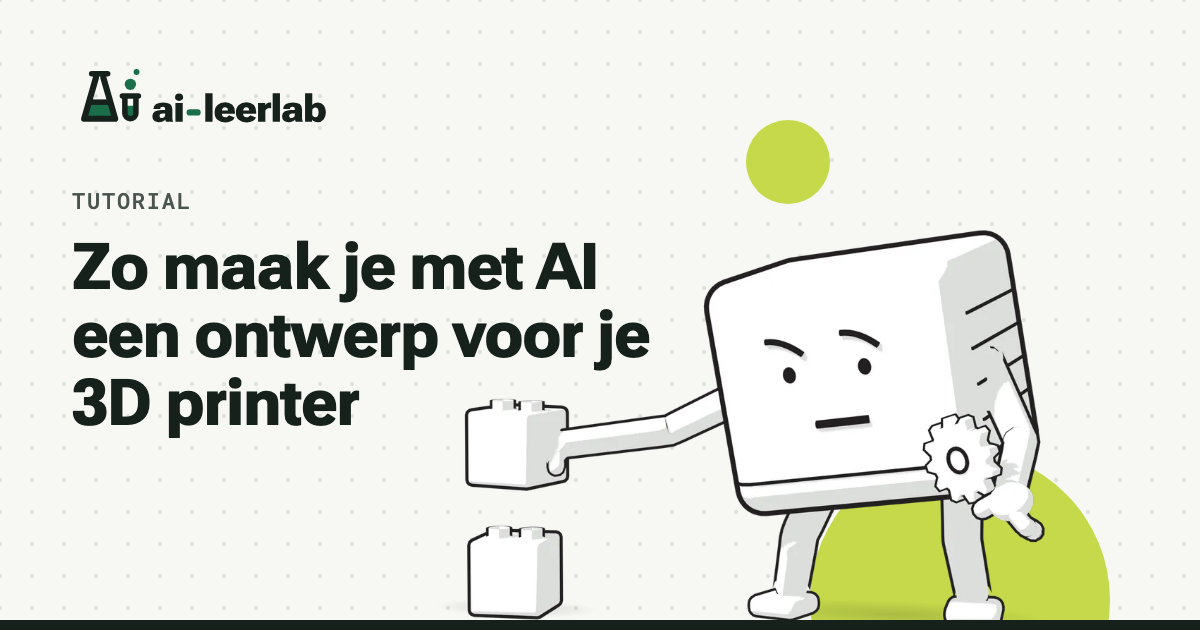 ai-leerlab
TUTORIAL
Zo maak je met AI
een ontwerp voor je
3D printer